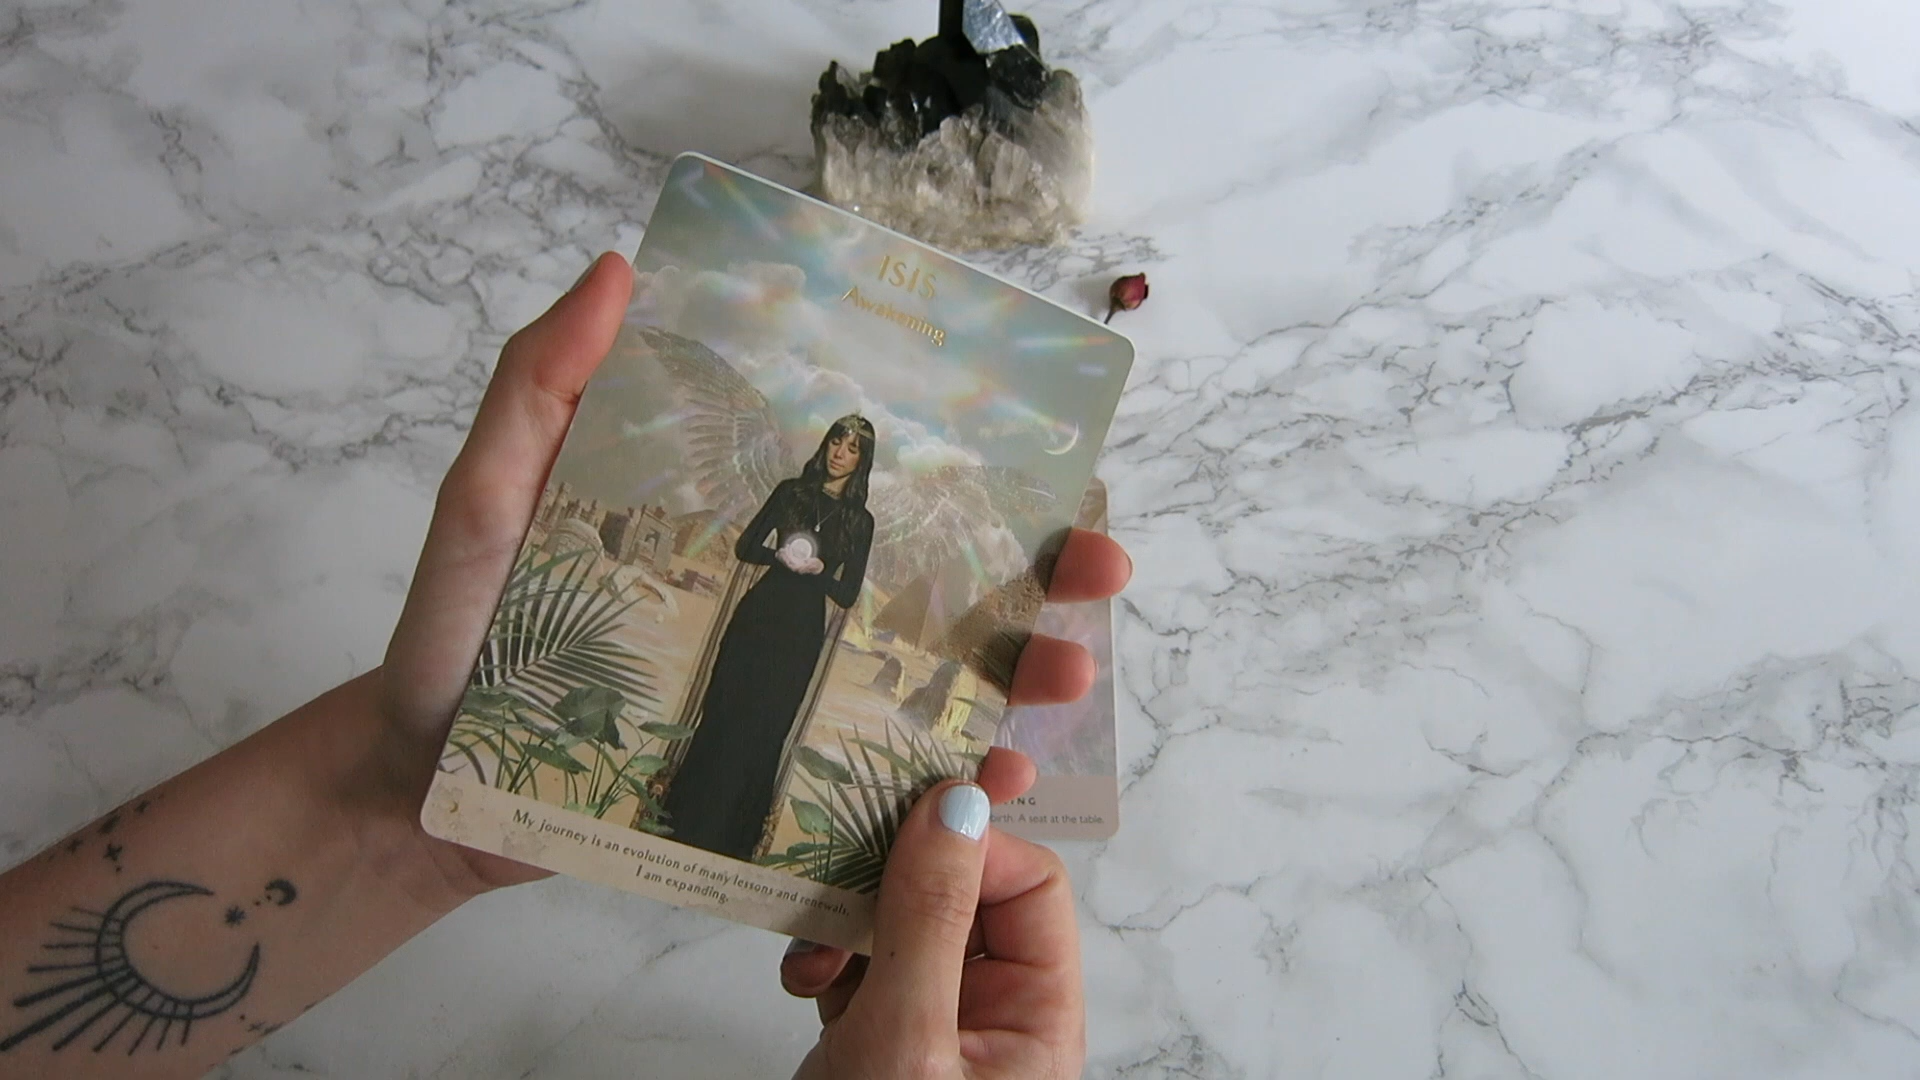 ISIS
Awakening
My journey is an evolution of many lessons and renewals.
I am expanding.
birth. A seat at the table.